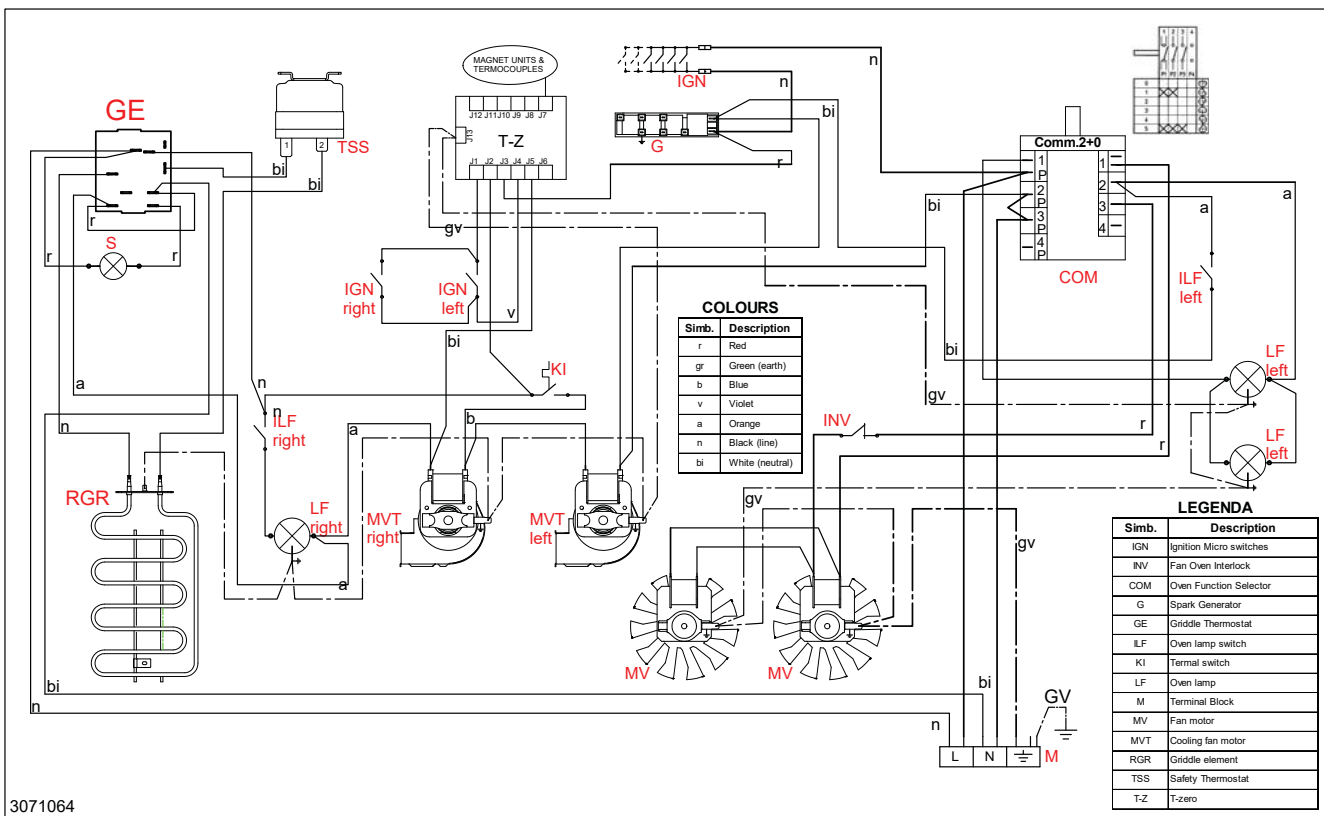 MAGNET UNITS &
TERMOCOUPLES
J12 J11 J10 J9 J8 J7
J13
T-Z
J1 J2 J3 J4 J5 J6
GE
TSS
1
2
IGN
n
n
G
bi
r
Comm.2+0
1
P
2
P
3
P
4
P
1
2
3
4
COM
a
a
ILF
left
bi
bi
bi
r
r
S
r
r
gv
IGN
right
IGN
left
v
bi
COLOURS
Simb. Description
r Red
gr Green (earth)
b Blue
v Violet
a Orange
n Black (line)
bi White (neutral)
bi
gv
LF
left
LF
left
KI
a
n
n
n
ILF
right
a
b
INV
r
r
RGR
LF
right
a
MVT
right
MVT
left
gv
gv
MV
MV
LEGENDA
Simb. Description
IGN Ignition Micro switches
INV Fan Oven Interlock
COM Oven Function Selector
G Spark Generator
GE Griddle Thermostat
ILF Oven lamp switch
KI Termal switch
LF Oven lamp
M Terminal Block
MV Fan motor
MVT Cooling fan motor
RGR Griddle element
TSS Safety Thermostat
T-Z T-zero
bi
n
bi
n
GV
L N
M
3071064